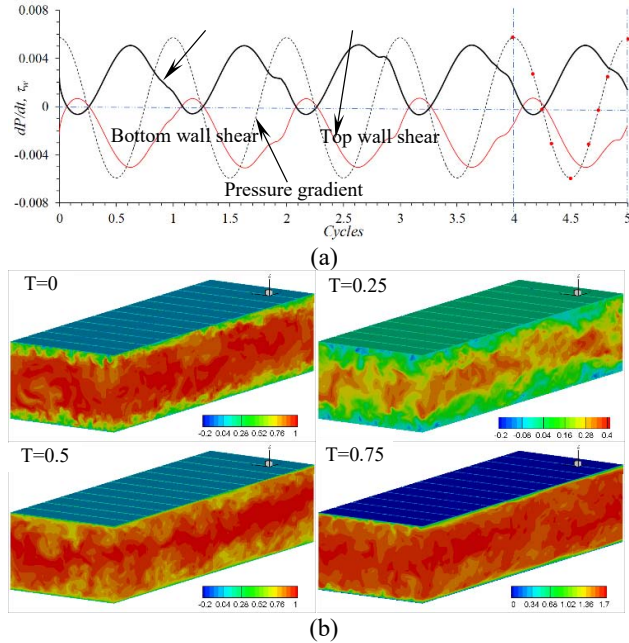 0.008
0.004
0
-0.004
-0.008
dP/dt, τw
Bottom wall shear
Top wall shear
Pressure gradient
0 0.5 1 1.5 2 2.5 3 3.5 4 4.5 5
Cycles
(a)
T=0
z
-0.2 0.04 0.28 0.52 0.76 1
T=0.25
z
-0.2 -0.08 0.04 0.16 0.28 0.4
T=0.5
z
-0.2 0.04 0.28 0.52 0.76 1
T=0.75
z
0 0.34 0.68 1.02 1.36 1.7
(b)